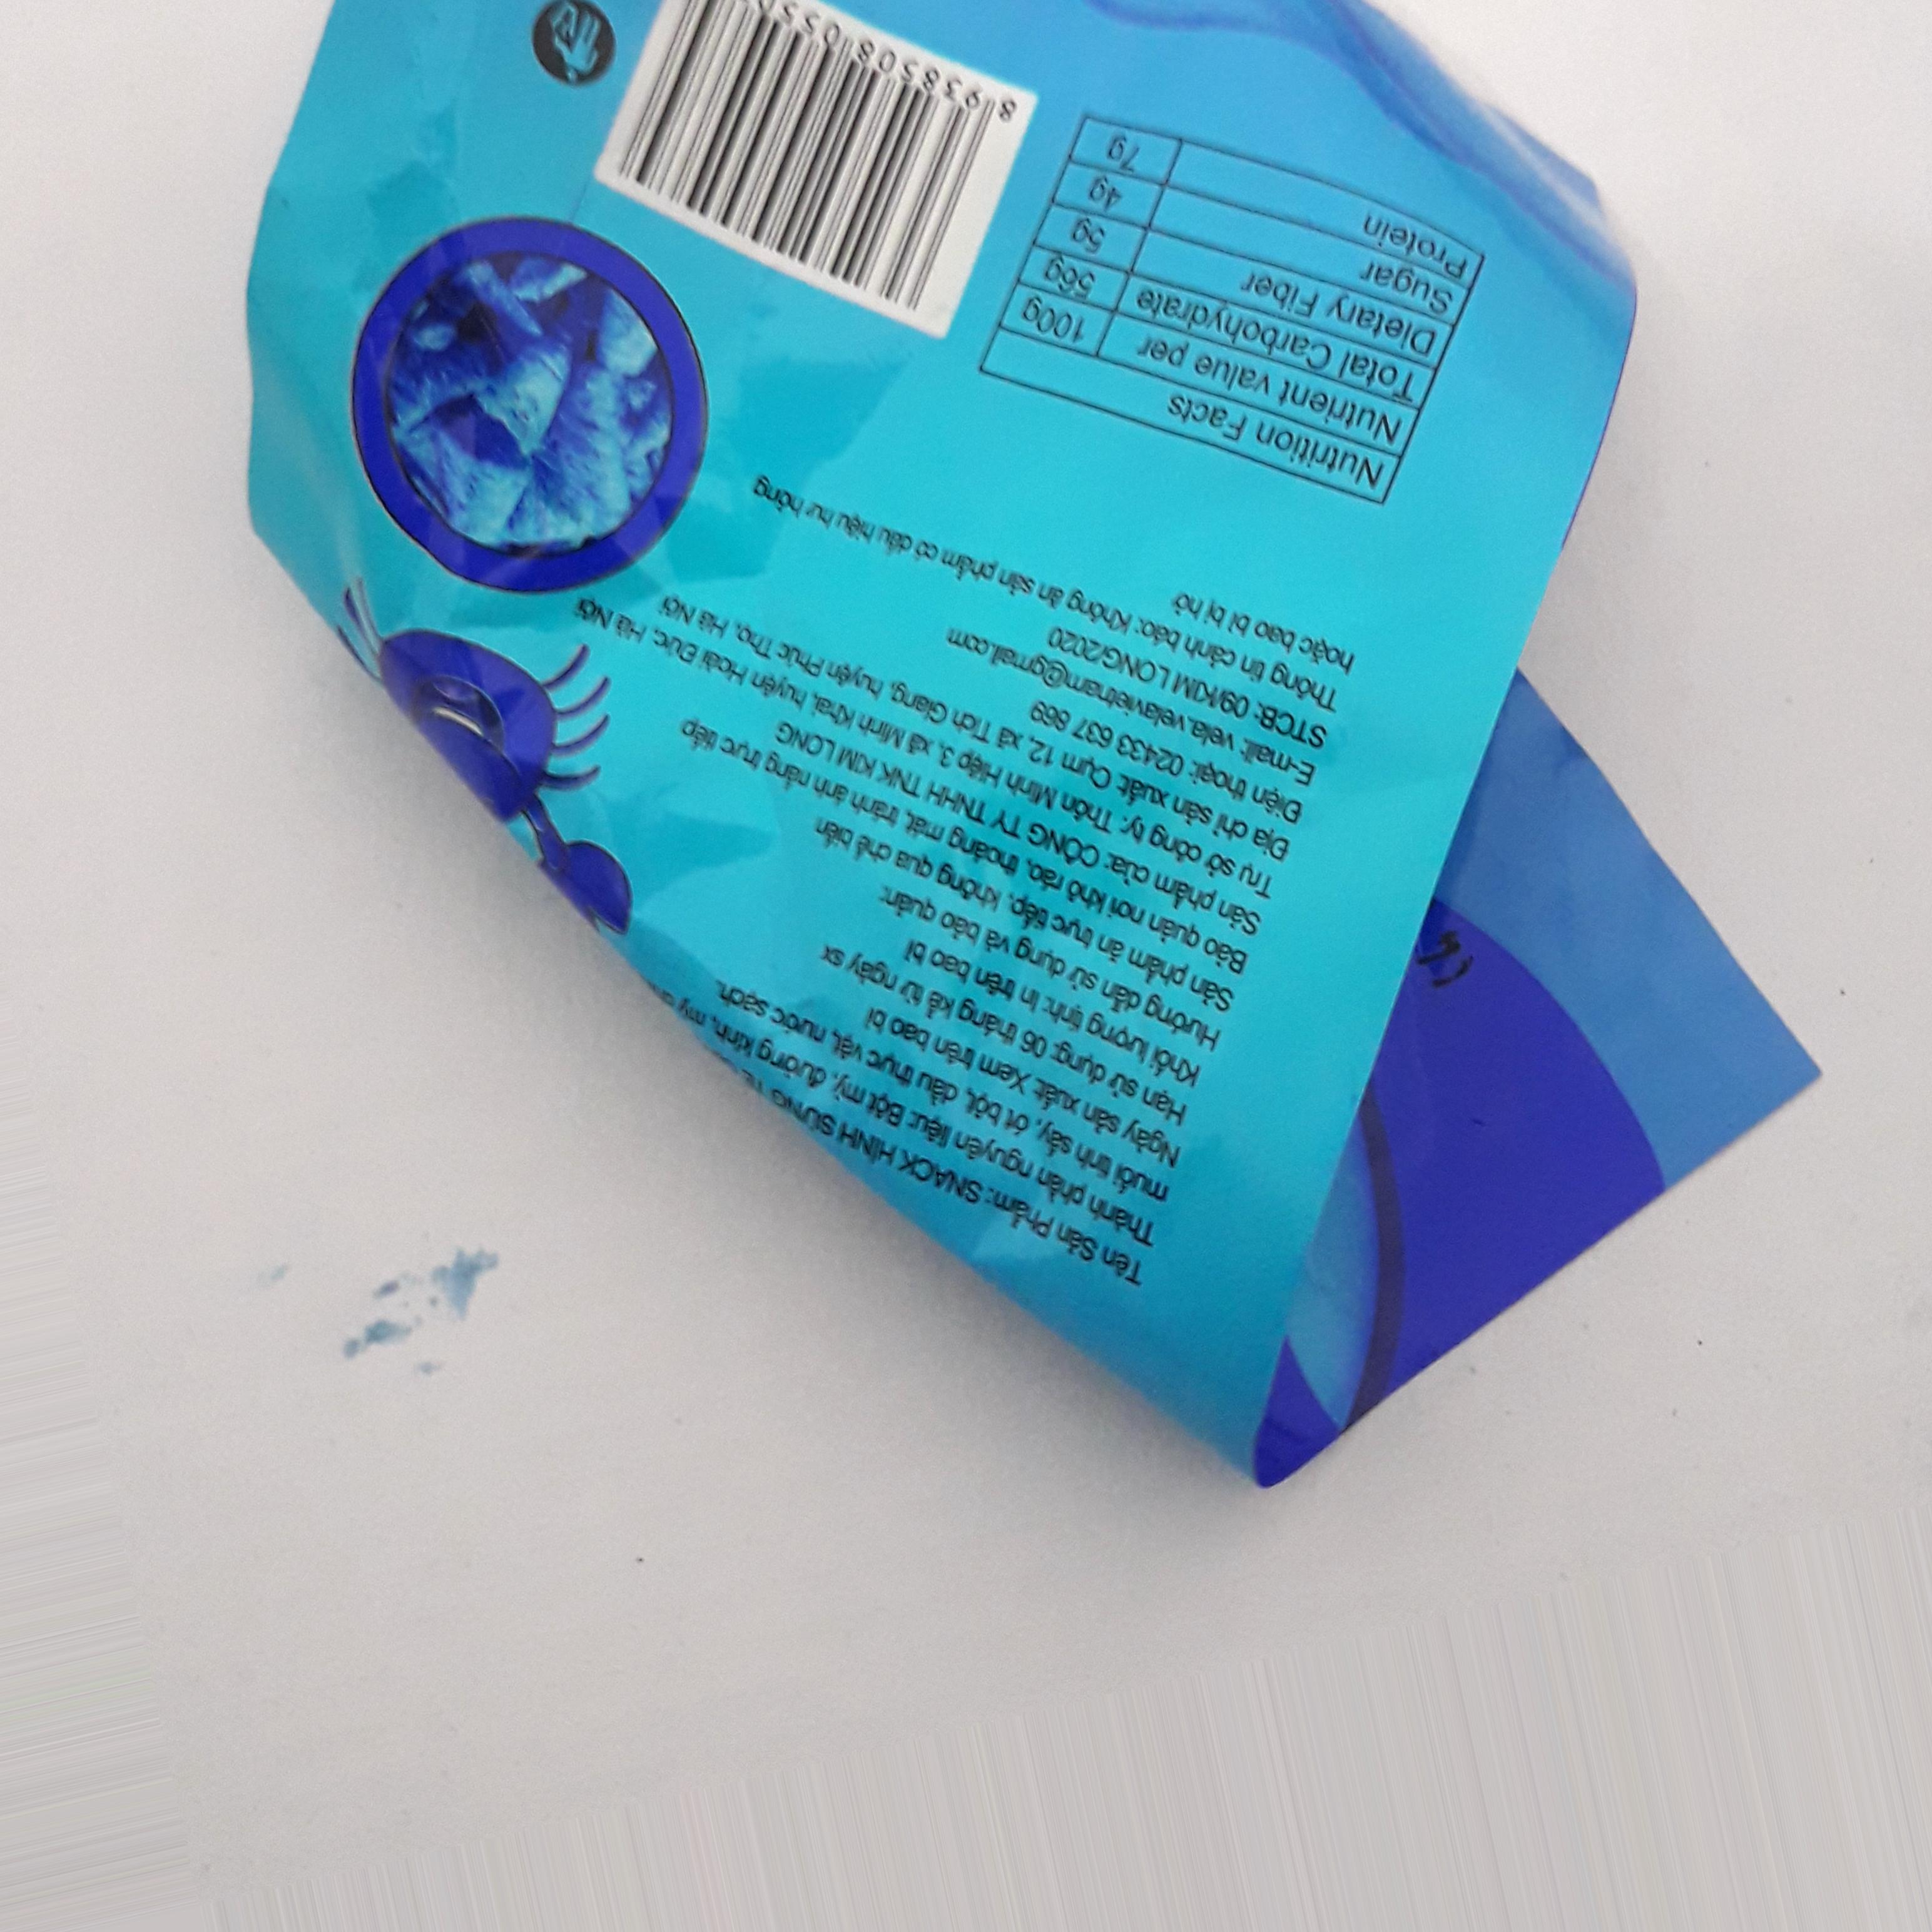 Tên Sản Phẩm: SNACK HÌNH SỪNG
Thành phần nguyên liệu: Bột mỳ, đường kính, mỳ
muối tinh sấy, ớt bột, dầu thực vật, nước sạch.
Ngày sản xuất: Xem trên bao bì
Hạn sử dụng: 06 tháng kể từ ngày sx
Khối lượng tịnh: In trên bao bì
Hướng dẫn sử dụng và bảo quản:
Sản phẩm ăn trực tiếp, không qua chế biến
Bảo quản nơi khô ráo, thoáng mát, tránh ánh nắng trực tiếp
Sản phẩm của: CÔNG TY TNHH TNK KIM LONG
Trụ sở công ty: Thôn Minh Hiệp 3, xã Minh Khai, huyện Hoài Đức, Hà Nội
Địa chỉ sản xuất: Cụm 12, xã Tích Giang, huyện Phúc Thọ, Hà Nội
Điện thoại: 02433 637 869
E-mail: vela.velavietnam@gmail.com
STCB: 09/KIM LONG/2020
Thông tin cảnh báo: Không ăn sản phẩm có dấu hiệu hư hỏng
hoặc bao bì bị hở
Nutrition Facts
Nutrient value per 100g
Total Carbohydrate 56g
Dietary Fiber 5g
Sugar 4g
Protein 7g
8 938508 0550